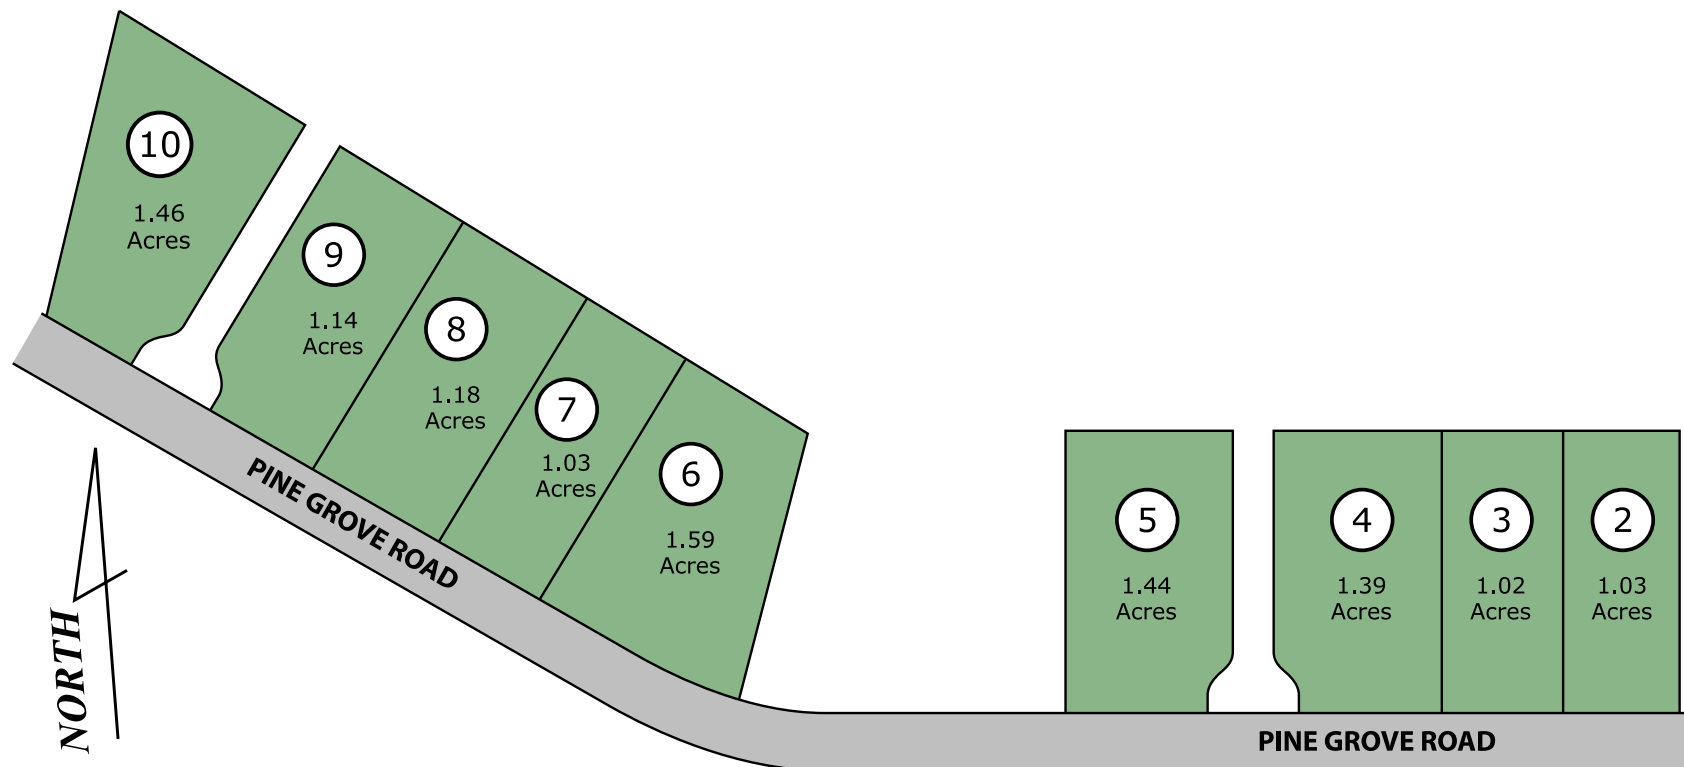 10
1.46
Acres
9
1.14
Acres
8
1.18
Acres
7
1.03
Acres
6
1.59
Acres
5
1.44
Acres
4
1.39
Acres
3
1.02
Acres
2
1.03
Acres
PINE GROVE ROAD
PINE GROVE ROAD
NORTH